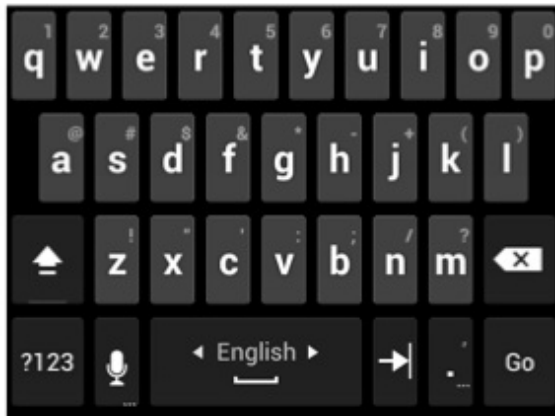 1 2 3 4 5 6 7 8 9 0
q w e r t y u i o p
@ # $ & * - + ( )
a s d f g h j k l
! " ' : ; / ?
z x c v b n m
?123 ◂ English ▸ . Go